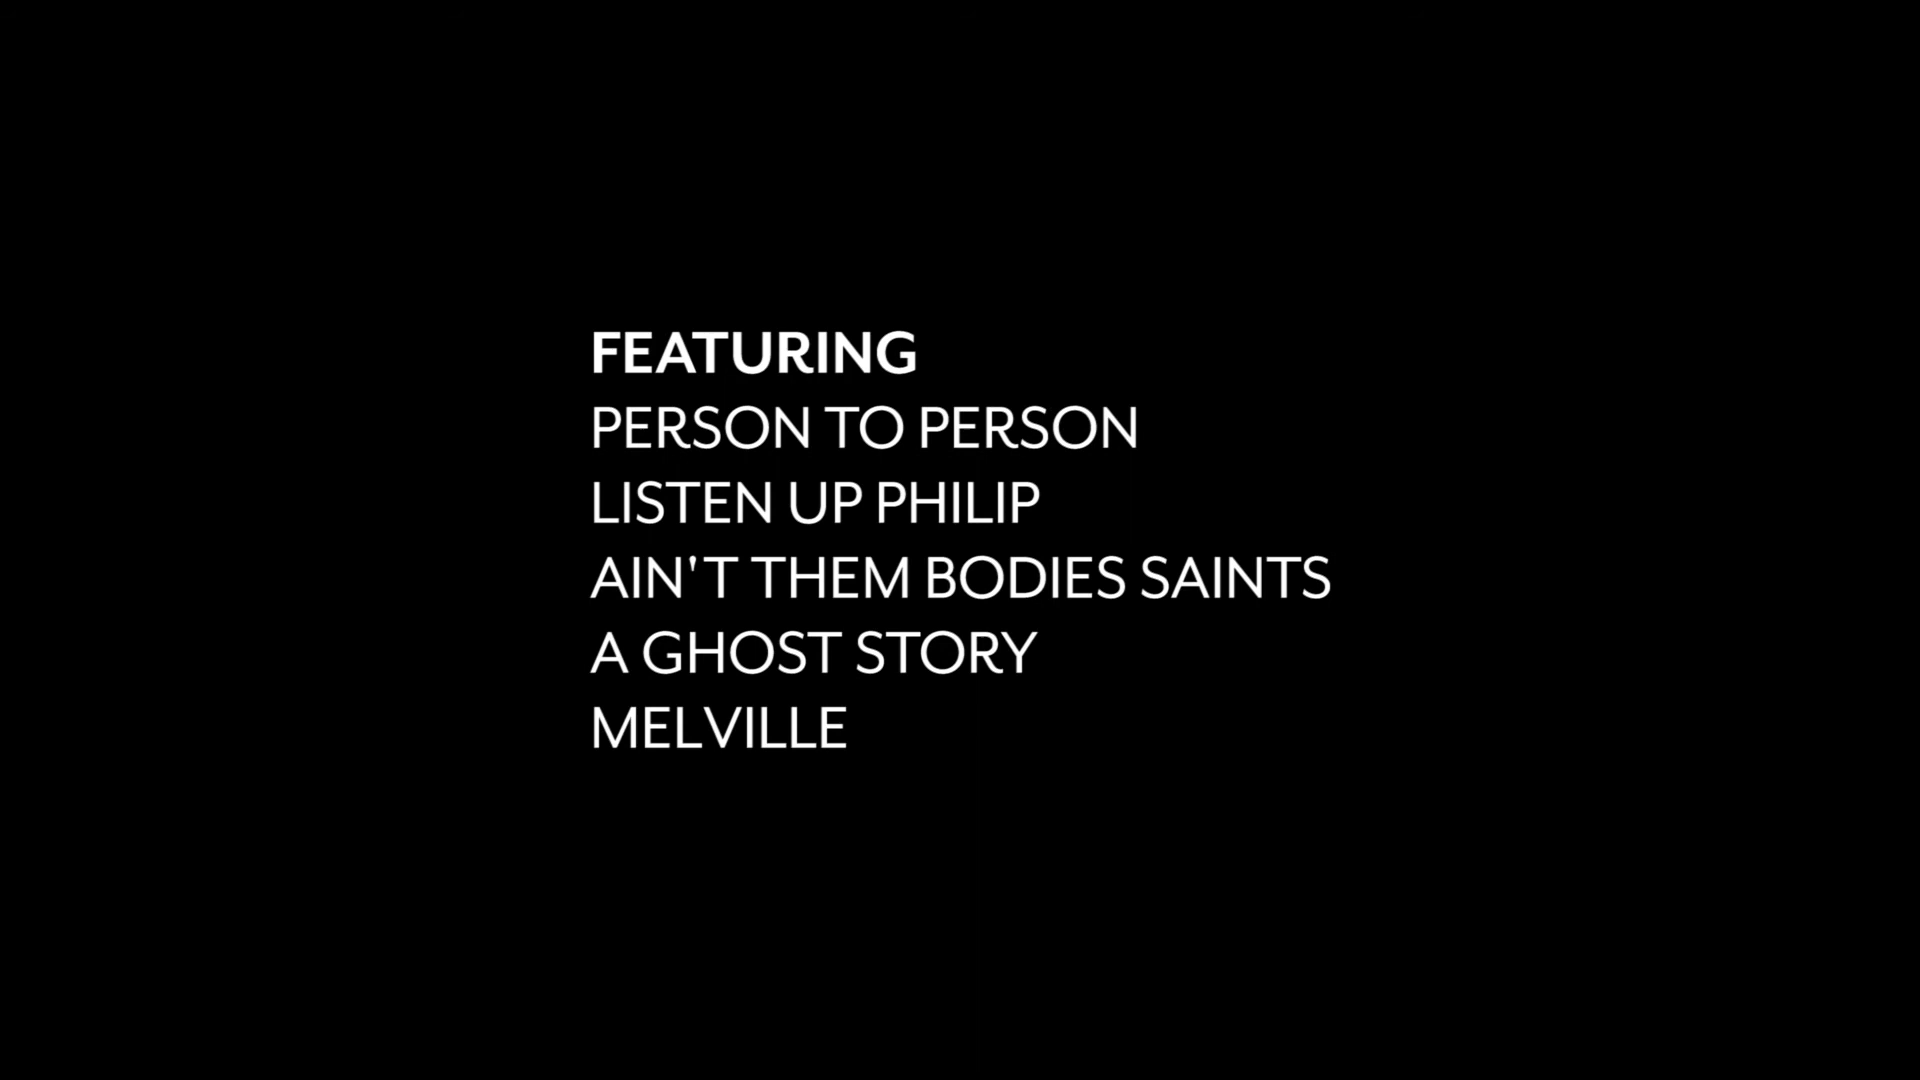 FEATURING
PERSON TO PERSON
LISTEN UP PHILIP
AIN'T THEM BODIES SAINTS
A GHOST STORY
MELVILLE